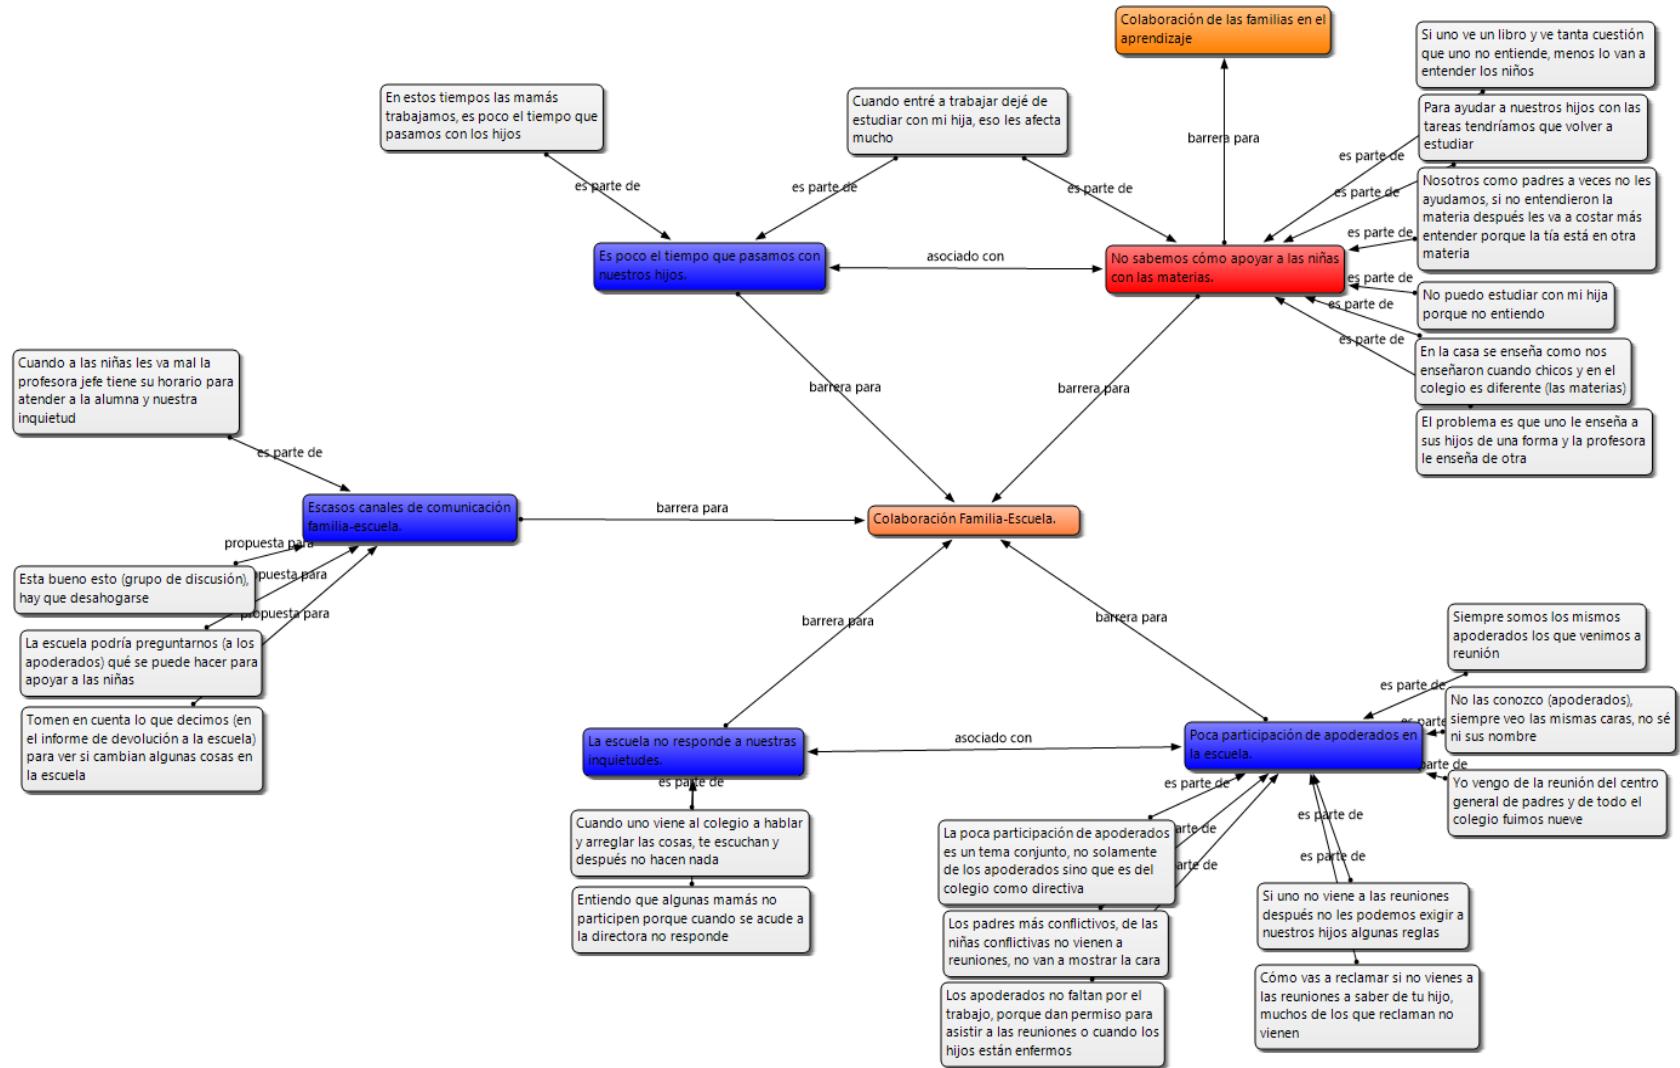 Colaboración de las familias en el
aprendizaje
Si uno ve un libro y ve tanta cuestión
que uno no entiende, menos lo van a
entender los niños
En estos tiempos las mamás
trabajamos, es poco el tiempo que
pasamos con los hijos
Cuando entré a trabajar dejé de
estudiar con mi hija, eso les afecta
mucho
Para ayudar a nuestros hijos con las
tareas tendríamos que volver a
estudiar
barrera para
es parte de
es parte de
es parte de
es parte de
es parte de
Nosotros como padres a veces no les
ayudamos, si no entendieron la
materia después les va a costar más
entender porque la tía está en otra
materia
es parte de
Es poco el tiempo que pasamos con
nuestros hijos.
asociado con
No sabemos cómo apoyar a las niñas
con las materias.
es parte de
es parte de
es parte de
No puedo estudiar con mi hija
porque no entiendo
En la casa se enseña como nos
enseñaron cuando chicos y en el
colegio es diferente (las materias)
El problema es que uno le enseña a
sus hijos de una forma y la profesora
le enseña de otra
Cuando a las niñas les va mal la
profesora jefe tiene su horario para
atender a la alumna y nuestra
inquietud
barrera para
barrera para
es parte de
Escasos canales de comunicación
familia-escuela.
barrera para
Colaboración Familia-Escuela.
propuesta para
propuesta para
propuesta para
Esta bueno esto (grupo de discusión),
hay que desahogarse
La escuela podría preguntarnos (a los
apoderados) qué se puede hacer para
apoyar a las niñas
Tomen en cuenta lo que decimos (en
el informe de devolución a la escuela)
para ver si cambian algunas cosas en
la escuela
barrera para
barrera para
Siempre somos los mismos
apoderados los que venimos a
reunión
es parte de
No las conozco (apoderados),
siempre veo las mismas caras, no sé
ni sus nombre
es parte
La escuela no responde a nuestras
inquietudes.
asociado con
Poca participación de apoderados en
la escuela.
parte de
Yo vengo de la reunión del centro
general de padres y de todo el
colegio fuimos nueve
es parte de
Cuando uno viene al colegio a hablar
y arreglar las cosas, te escuchan y
después no hacen nada
Entiendo que algunas mamás no
participen porque cuando se acude a
la directora no responde
es parte de
parte de
parte de
es parte de
es parte de
La poca participación de apoderados
es un tema conjunto, no solamente
de los apoderados sino que es del
colegio como directiva
Los padres más conflictivos, de las
niñas conflictivas no vienen a
reuniones, no van a mostrar la cara
Los apoderados no faltan por el
trabajo, porque dan permiso para
asistir a las reuniones o cuando los
hijos están enfermos
Si uno no viene a las reuniones
después no les podemos exigir a
nuestros hijos algunas reglas
Cómo vas a reclamar si no vienes a
las reuniones a saber de tu hijo,
muchos de los que reclaman no
vienen